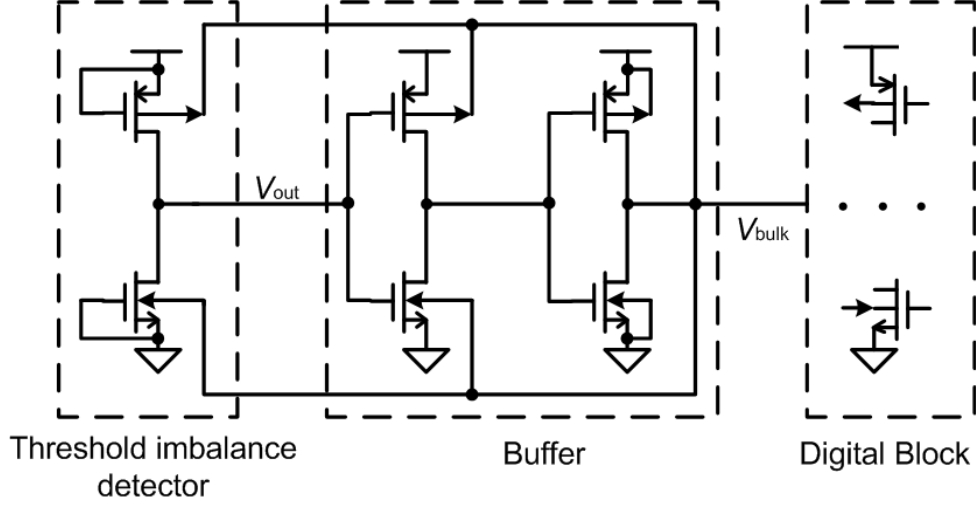 Vout
Vbulk
Threshold imbalance
detector
Buffer
Digital Block